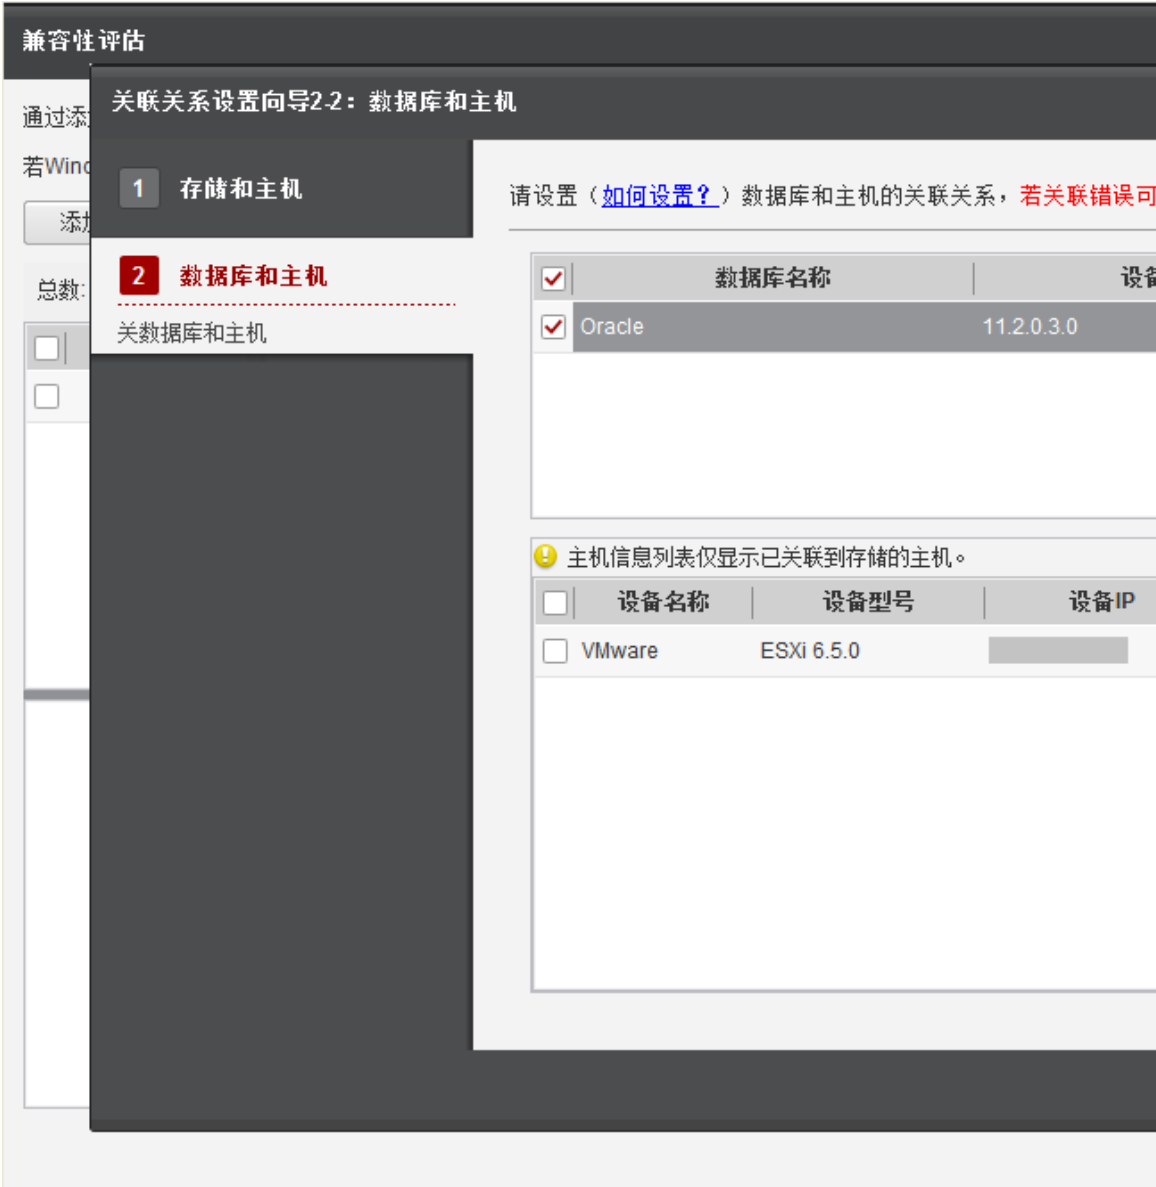 兼容性评估
关联关系设置向导2-2：数据库和主机
通过添
若Wind
添
总数:
1 存储和主机
2 数据库和主机
关数据库和主机
请设置（如何设置？）数据库和主机的关联关系，若关联错误可
数据库名称 设备
Oracle 11.2.0.3.0
主机信息列表仅显示已关联到存储的主机。
设备名称 设备型号 设备IP
VMware ESXi 6.5.0